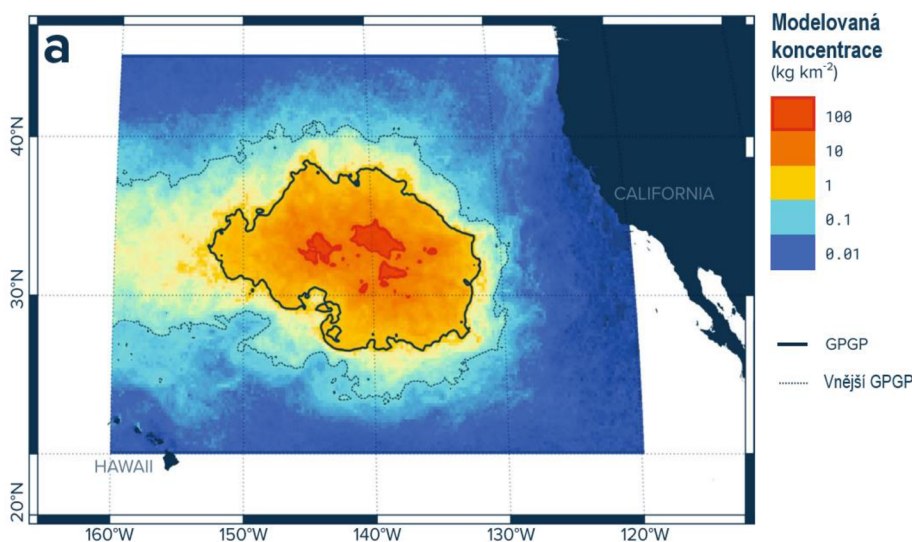 a
Modelovaná
koncentrace
(kg km⁻²)
100
10
1
0.1
0.01
GPGP
Vnější GPGP
40°N
30°N
20°N
CALIFORNIA
HAWAII
160°W
150°W
140°W
130°W
120°W